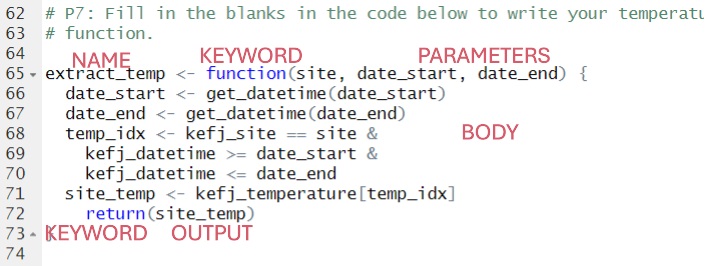 62 # P7: Fill in the blanks in the code below to write your temperatu
63 # function.
64
NAME KEYWORD PARAMETERS
65 extract_temp <- function(site, date_start, date_end) {
66 date_start <- get_datetime(date_start)
67 date_end <- get_datetime(date_end)
68 temp_idx <- kefj_site == site & BODY
69 kefj_datetime >= date_start &
70 kefj_datetime <= date_end
71 site_temp <- kefj_temperature[temp_idx]
72 return(site_temp)
73 } KEYWORD OUTPUT
74